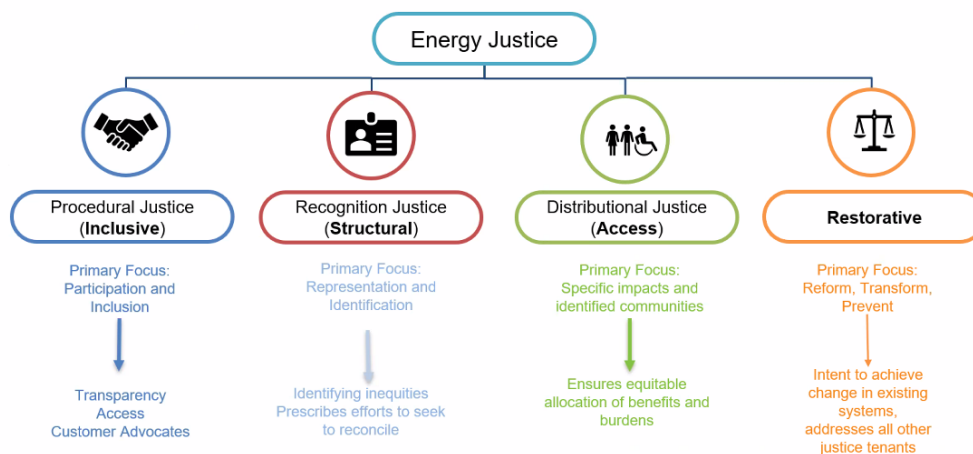 Energy Justice
Procedural Justice
(Inclusive)
Primary Focus:
Participation and
Inclusion
Transparency
Access
Customer Advocates
Recognition Justice
(Structural)
Primary Focus:
Representation and
Identification
Identifying inequities
Prescribes efforts to seek
to reconcile
Distributional Justice
(Access)
Primary Focus:
Specific impacts and
identified communities
Ensures equitable
allocation of benefits and
burdens
Restorative
Primary Focus:
Reform, Transform,
Prevent
Intent to achieve
change in existing
systems,
addresses all other
justice tenants